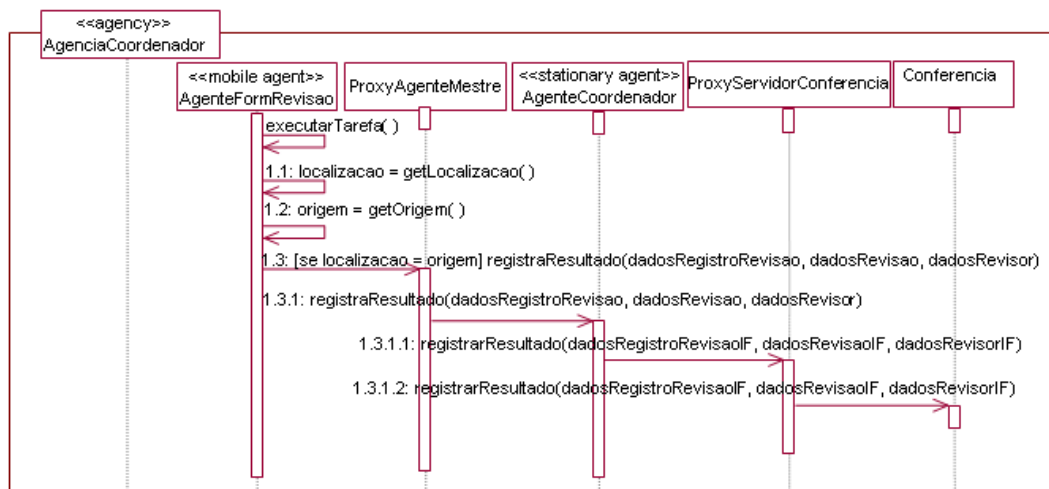 <<agency>>
AgenciaCoordenador
<<mobile agent>>
AgenteFormRevisao
ProxyAgenteMestre
<<stationary agent>>
AgenteCoordenador
ProxyServidorConferencia
Conferencia
executarTarefa( )
1.1: localizacao = getLocalizacao( )
1.2: origem = getOrigem( )
1.3: [se localizacao = origem] registraResultado(dadosRegistroRevisao, dadosRevisao, dadosRevisor)
1.3.1: registraResultado(dadosRegistroRevisao, dadosRevisao, dadosRevisor)
1.3.1.1: registrarResultado(dadosRegistroRevisaoIF, dadosRevisaoIF, dadosRevisorIF)
1.3.1.2: registrarResultado(dadosRegistroRevisaoIF, dadosRevisaoIF, dadosRevisorIF)